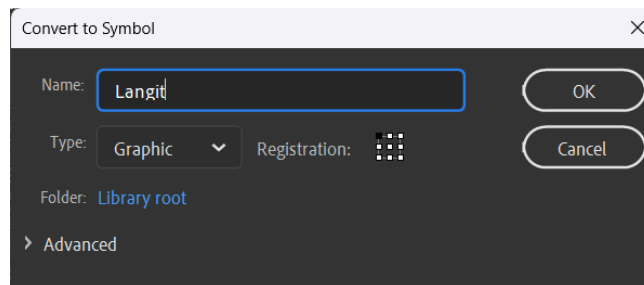 Convert to Symbol
Name: Langit OK
Type: Graphic Registration: Cancel
Folder: Library root
Advanced